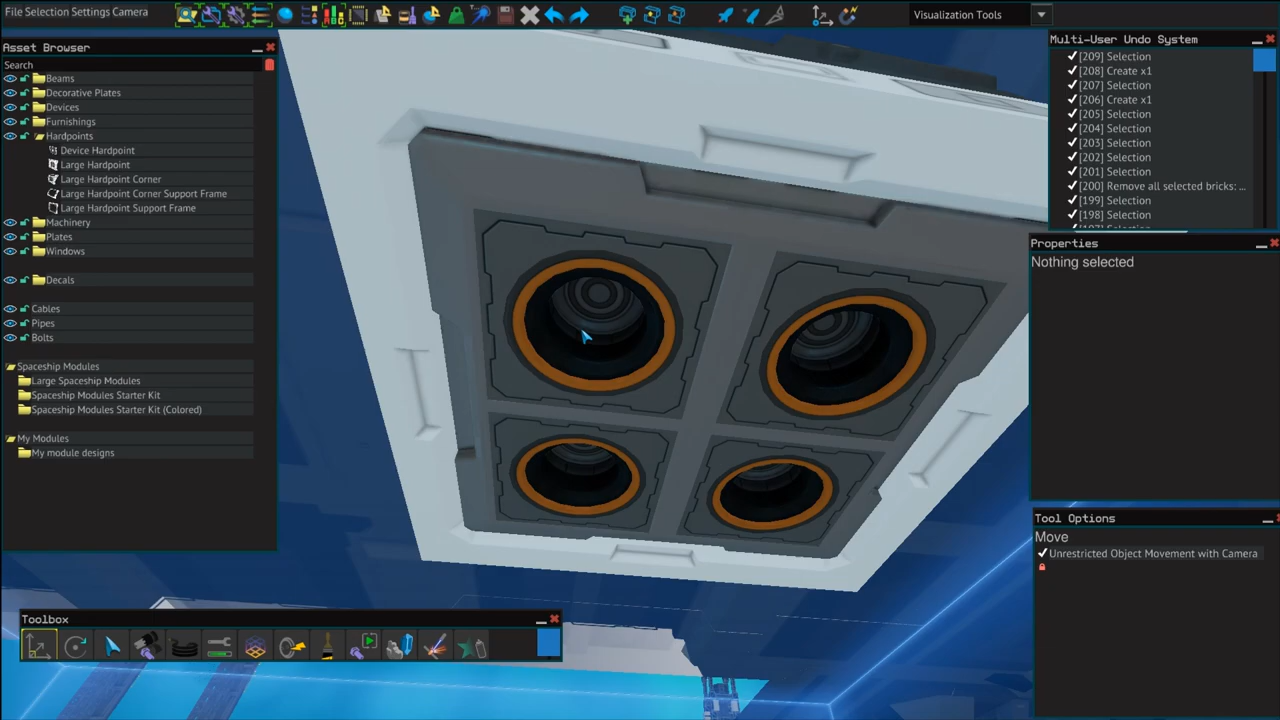 File Selection Settings Camera
Visualization Tools
Asset Browser
Search
Beams
Decorative Plates
Devices
Furnishings
Hardpoints
Device Hardpoint
Large Hardpoint
Large Hardpoint Corner
Large Hardpoint Corner Support Frame
Large Hardpoint Support Frame
Machinery
Plates
Windows
Decals
Cables
Pipes
Bolts
Spaceship Modules
Large Spaceship Modules
Spaceship Modules Starter Kit
Spaceship Modules Starter Kit (Colored)
My Modules
My module designs
Multi-User Undo System
[209] Selection
[208] Create x1
[207] Selection
[206] Create x1
[205] Selection
[204] Selection
[203] Selection
[202] Selection
[201] Selection
[200] Remove all selected bricks: ...
[199] Selection
[198] Selection
Properties
Nothing selected
Tool Options
Move
Unrestricted Object Movement with Camera
Toolbox